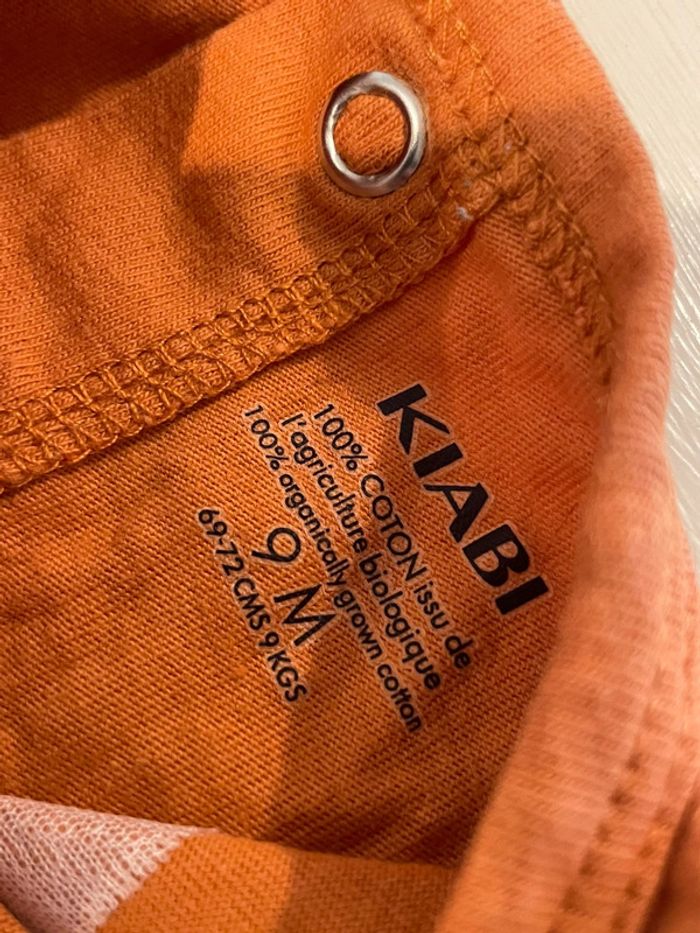 KIABI
100% COTON issu de
l'agriculture biologique
100% organically grown cotton
9 M
69-72 CMS 9 KGS